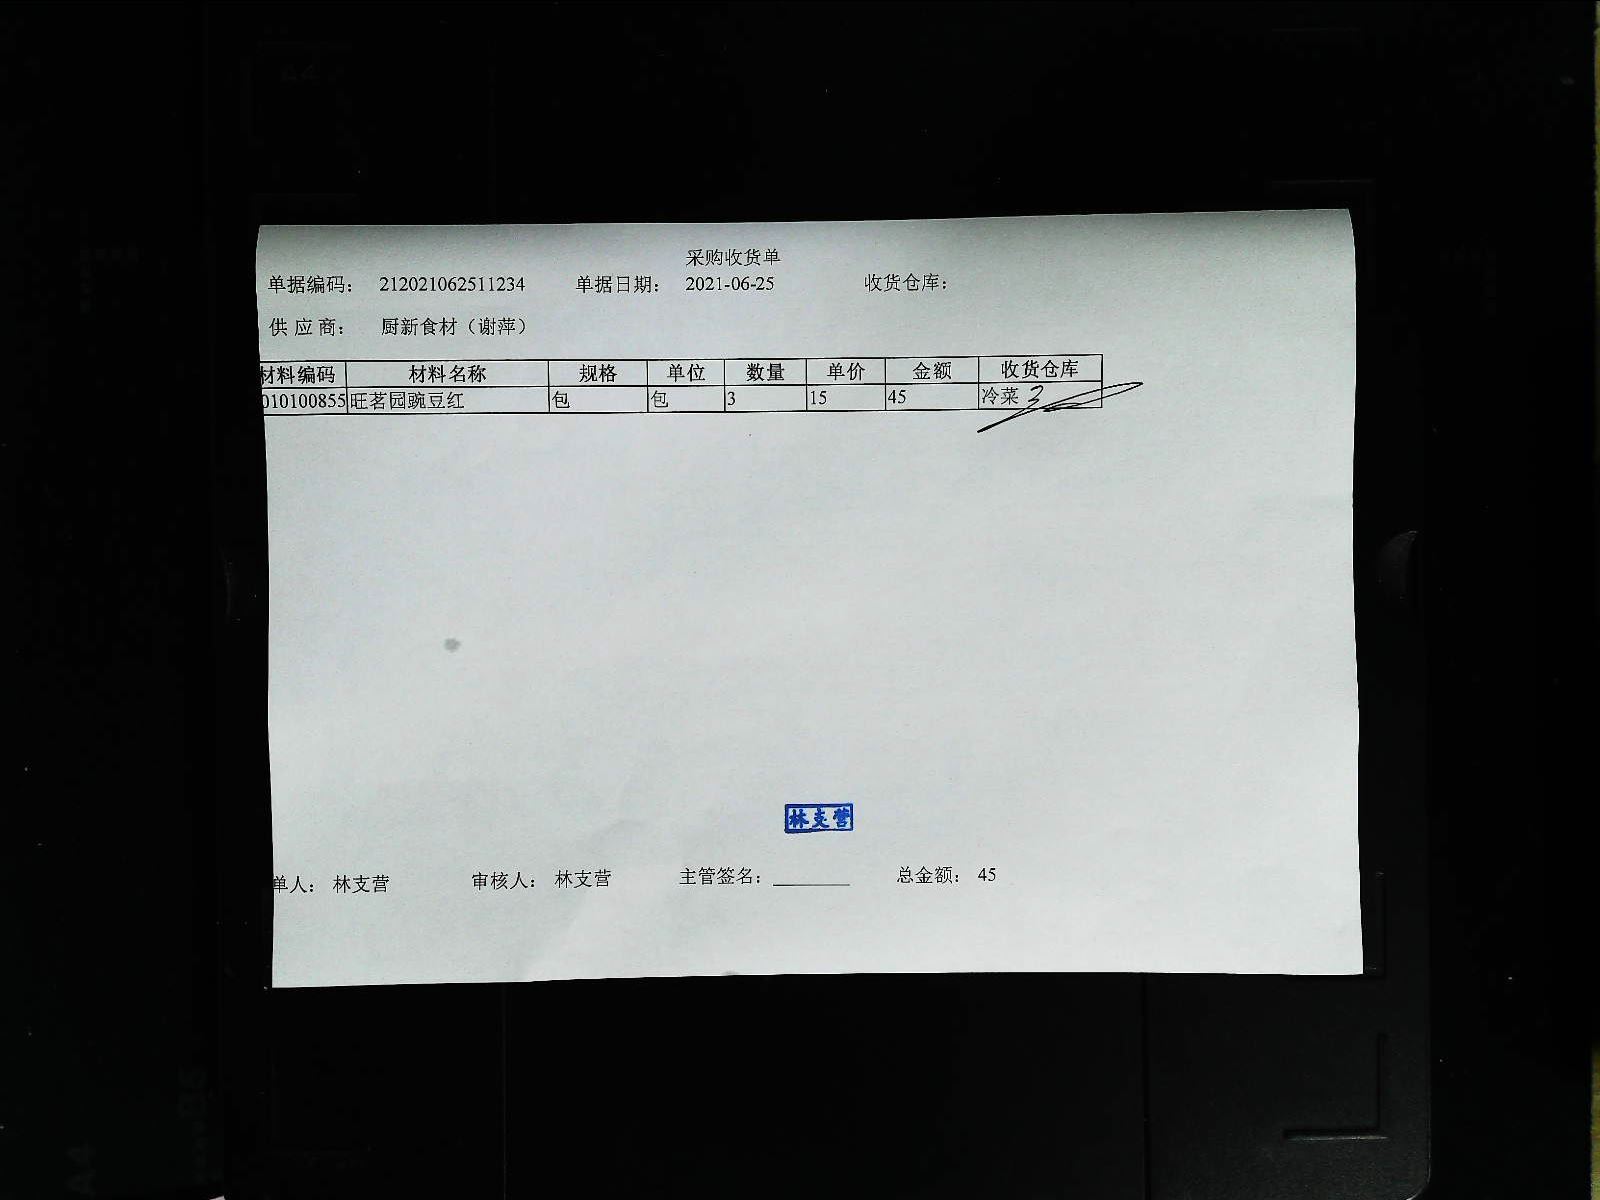 采购收货单
单据编码： 212021062511234 单据日期： 2021-06-25 收货仓库：
供应商： 厨新食材（谢萍）
材料编码 材料名称 规格 单位 数量 单价 金额 收货仓库
010100855 旺茗园豌豆红 包 包 3 15 45 冷菜 3
林支营
单人： 林支营 审核人： 林支营 主管签名： 总金额： 45